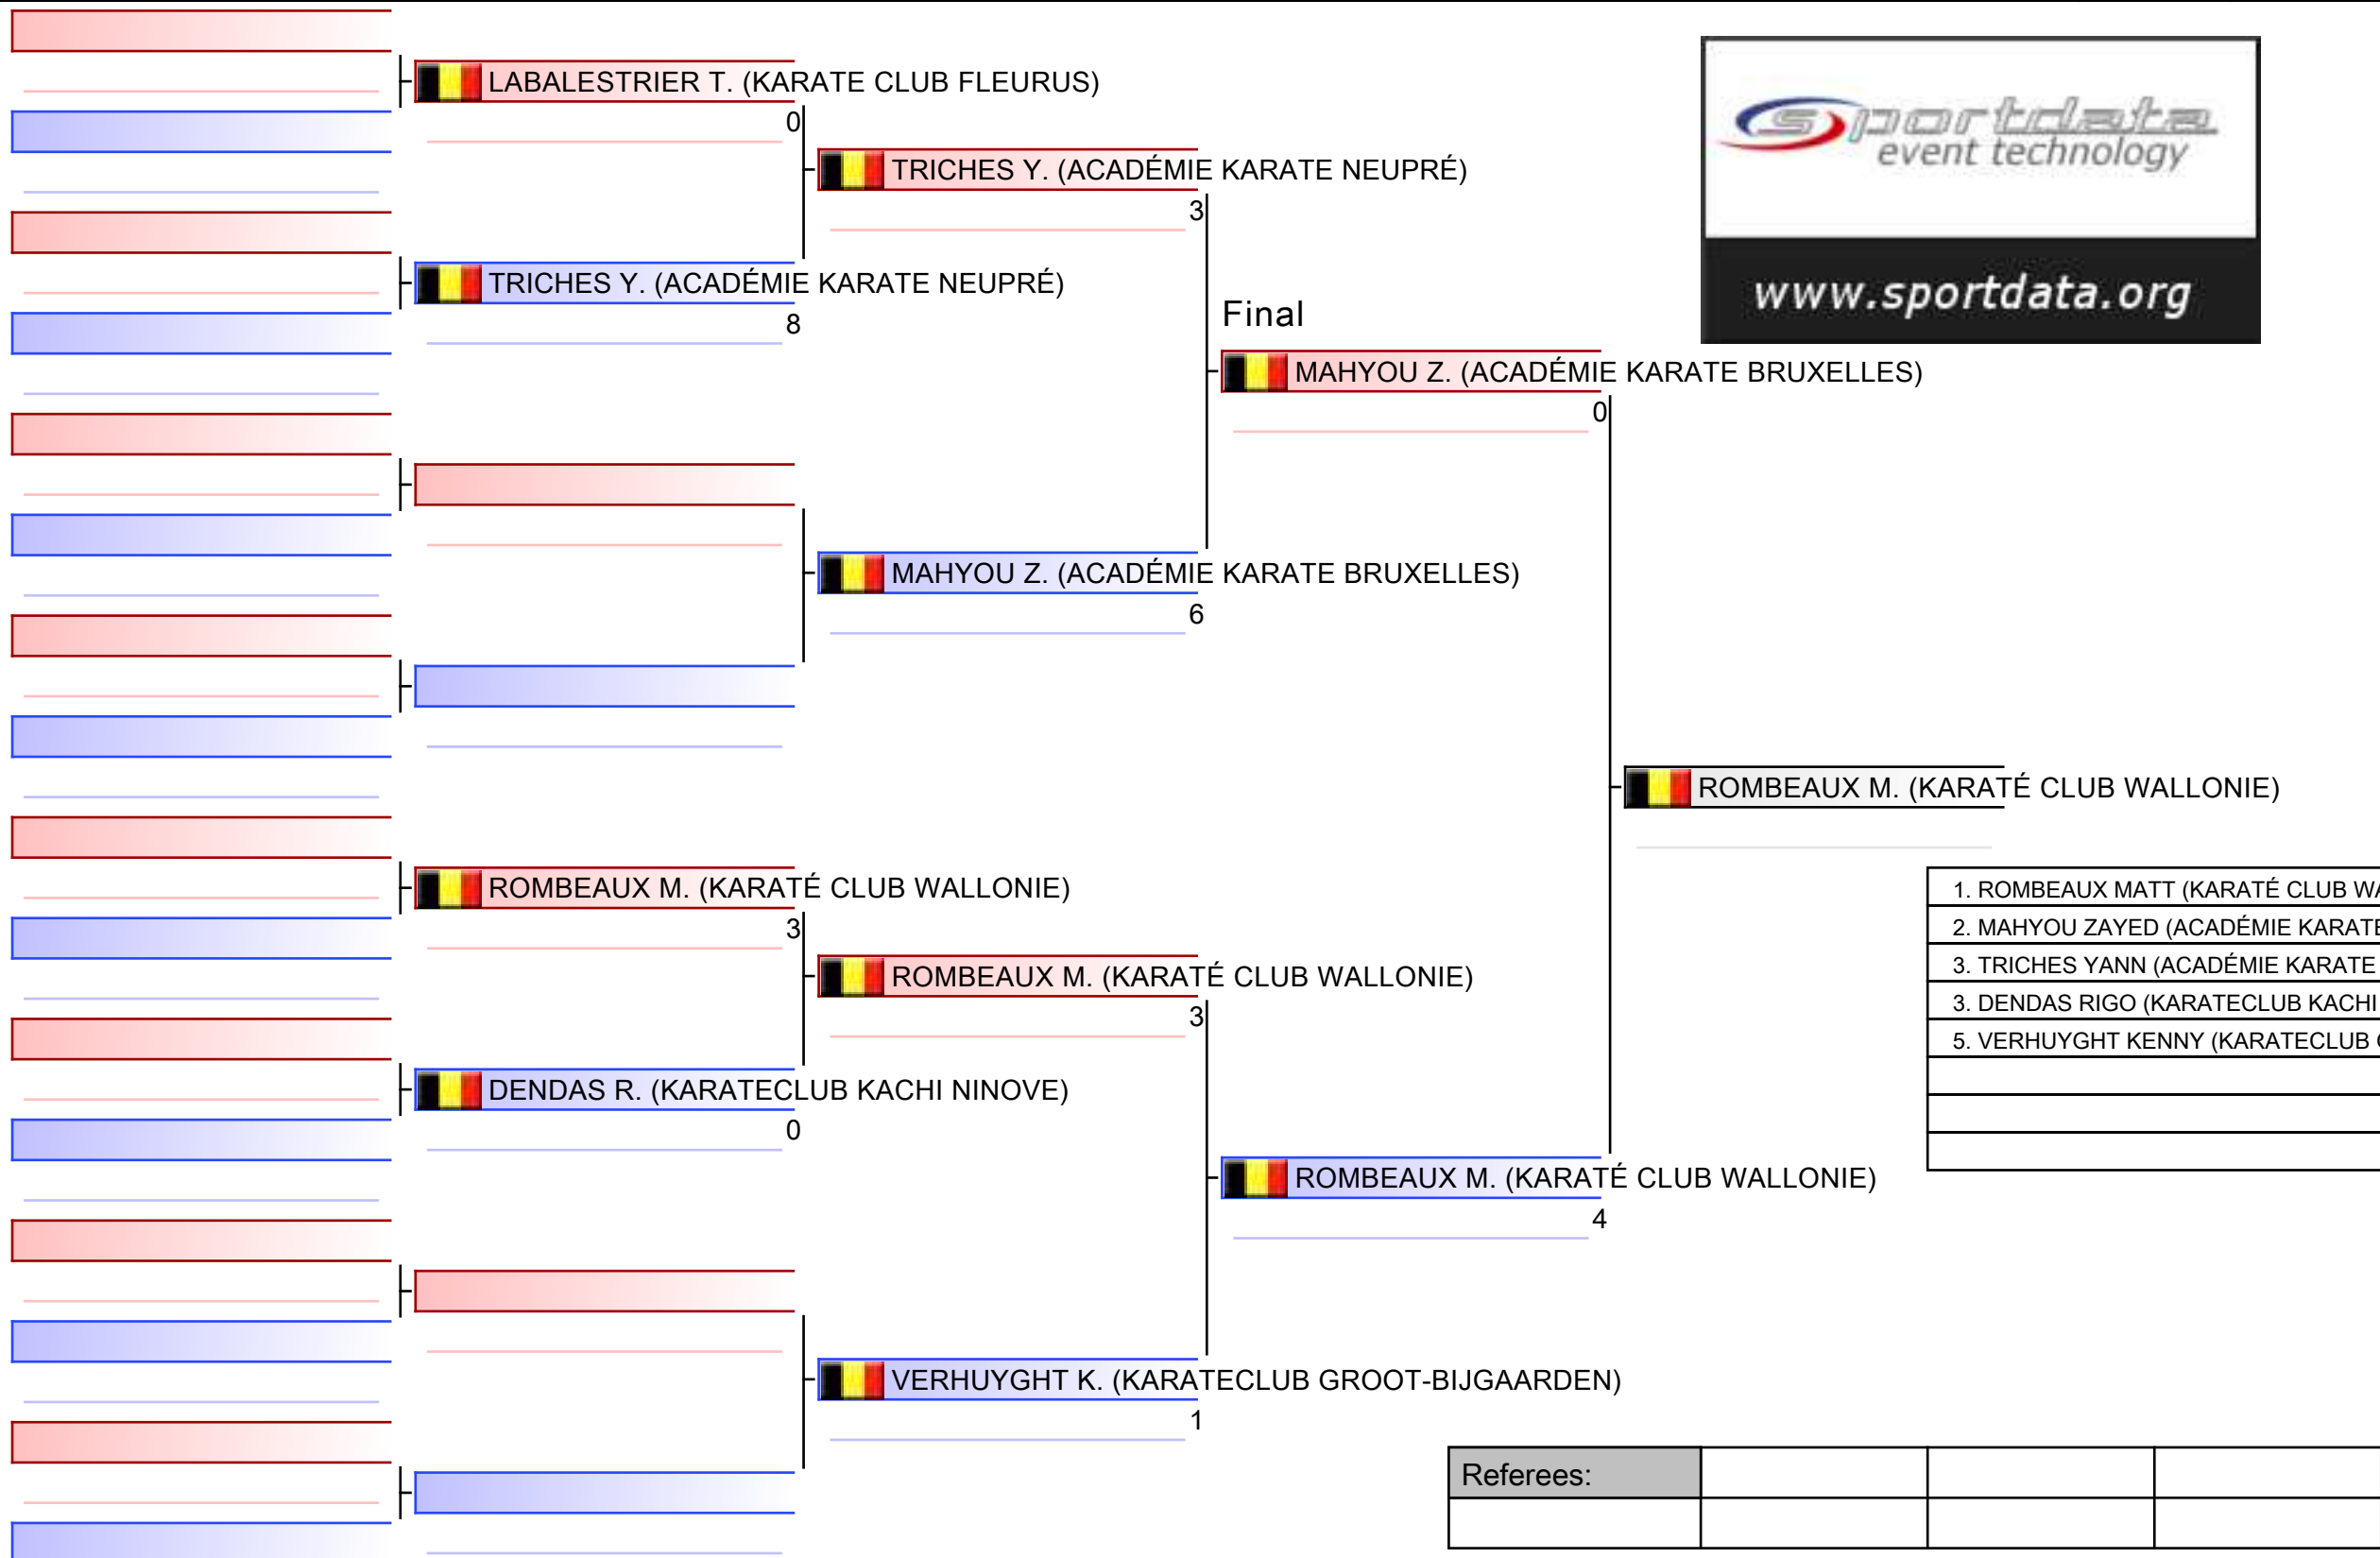 LABALESTRIER T. (KARATE CLUB FLEURUS)
0
TRICHES Y. (ACADÉMIE KARATE NEUPRÉ)
8
TRICHES Y. (ACADÉMIE KARATE NEUPRÉ)
3
MAHYOU Z. (ACADÉMIE KARATE BRUXELLES)
6
Final
MAHYOU Z. (ACADÉMIE KARATE BRUXELLES)
0
ROMBEAUX M. (KARATÉ CLUB WALLONIE)
3
DENDAS R. (KARATECLUB KACHI NINOVE)
0
ROMBEAUX M. (KARATÉ CLUB WALLONIE)
3
VERHUYGHT K. (KARATECLUB GROOT-BIJGAARDEN)
1
ROMBEAUX M. (KARATÉ CLUB WALLONIE)
4
ROMBEAUX M. (KARATÉ CLUB WALLONIE)
sportdata
event technology
www.sportdata.org
1. ROMBEAUX MATT (KARATÉ CLUB
2. MAHYOU ZAYED (ACADÉMIE KARATE
3. TRICHES YANN (ACADÉMIE KARATE
3. DENDAS RIGO (KARATECLUB KACHI
5. VERHUYGHT KENNY (KARATECLUB
Referees: